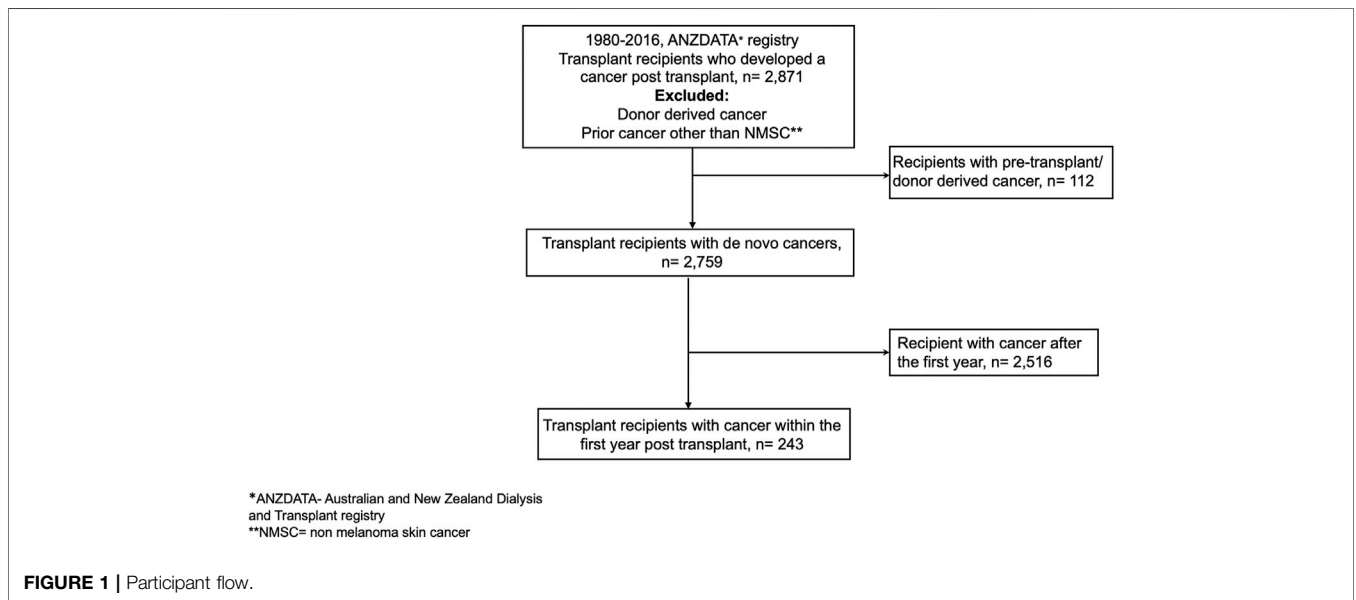 1980-2016, ANZDATA* registry
Transplant recipients who developed a
cancer post transplant, n= 2,871
Excluded:
Donor derived cancer
Prior cancer other than NMSC**
Recipients with pre-transplant/
donor derived cancer, n= 112
Transplant recipients with de novo cancers,
n= 2,759
Recipient with cancer after
the first year, n= 2,516
Transplant recipients with cancer within the
first year post transplant, n= 243
*ANZDATA- Australian and New Zealand Dialysis
and Transplant registry
**NMSC= non melanoma skin cancer
FIGURE 1 | Participant flow.